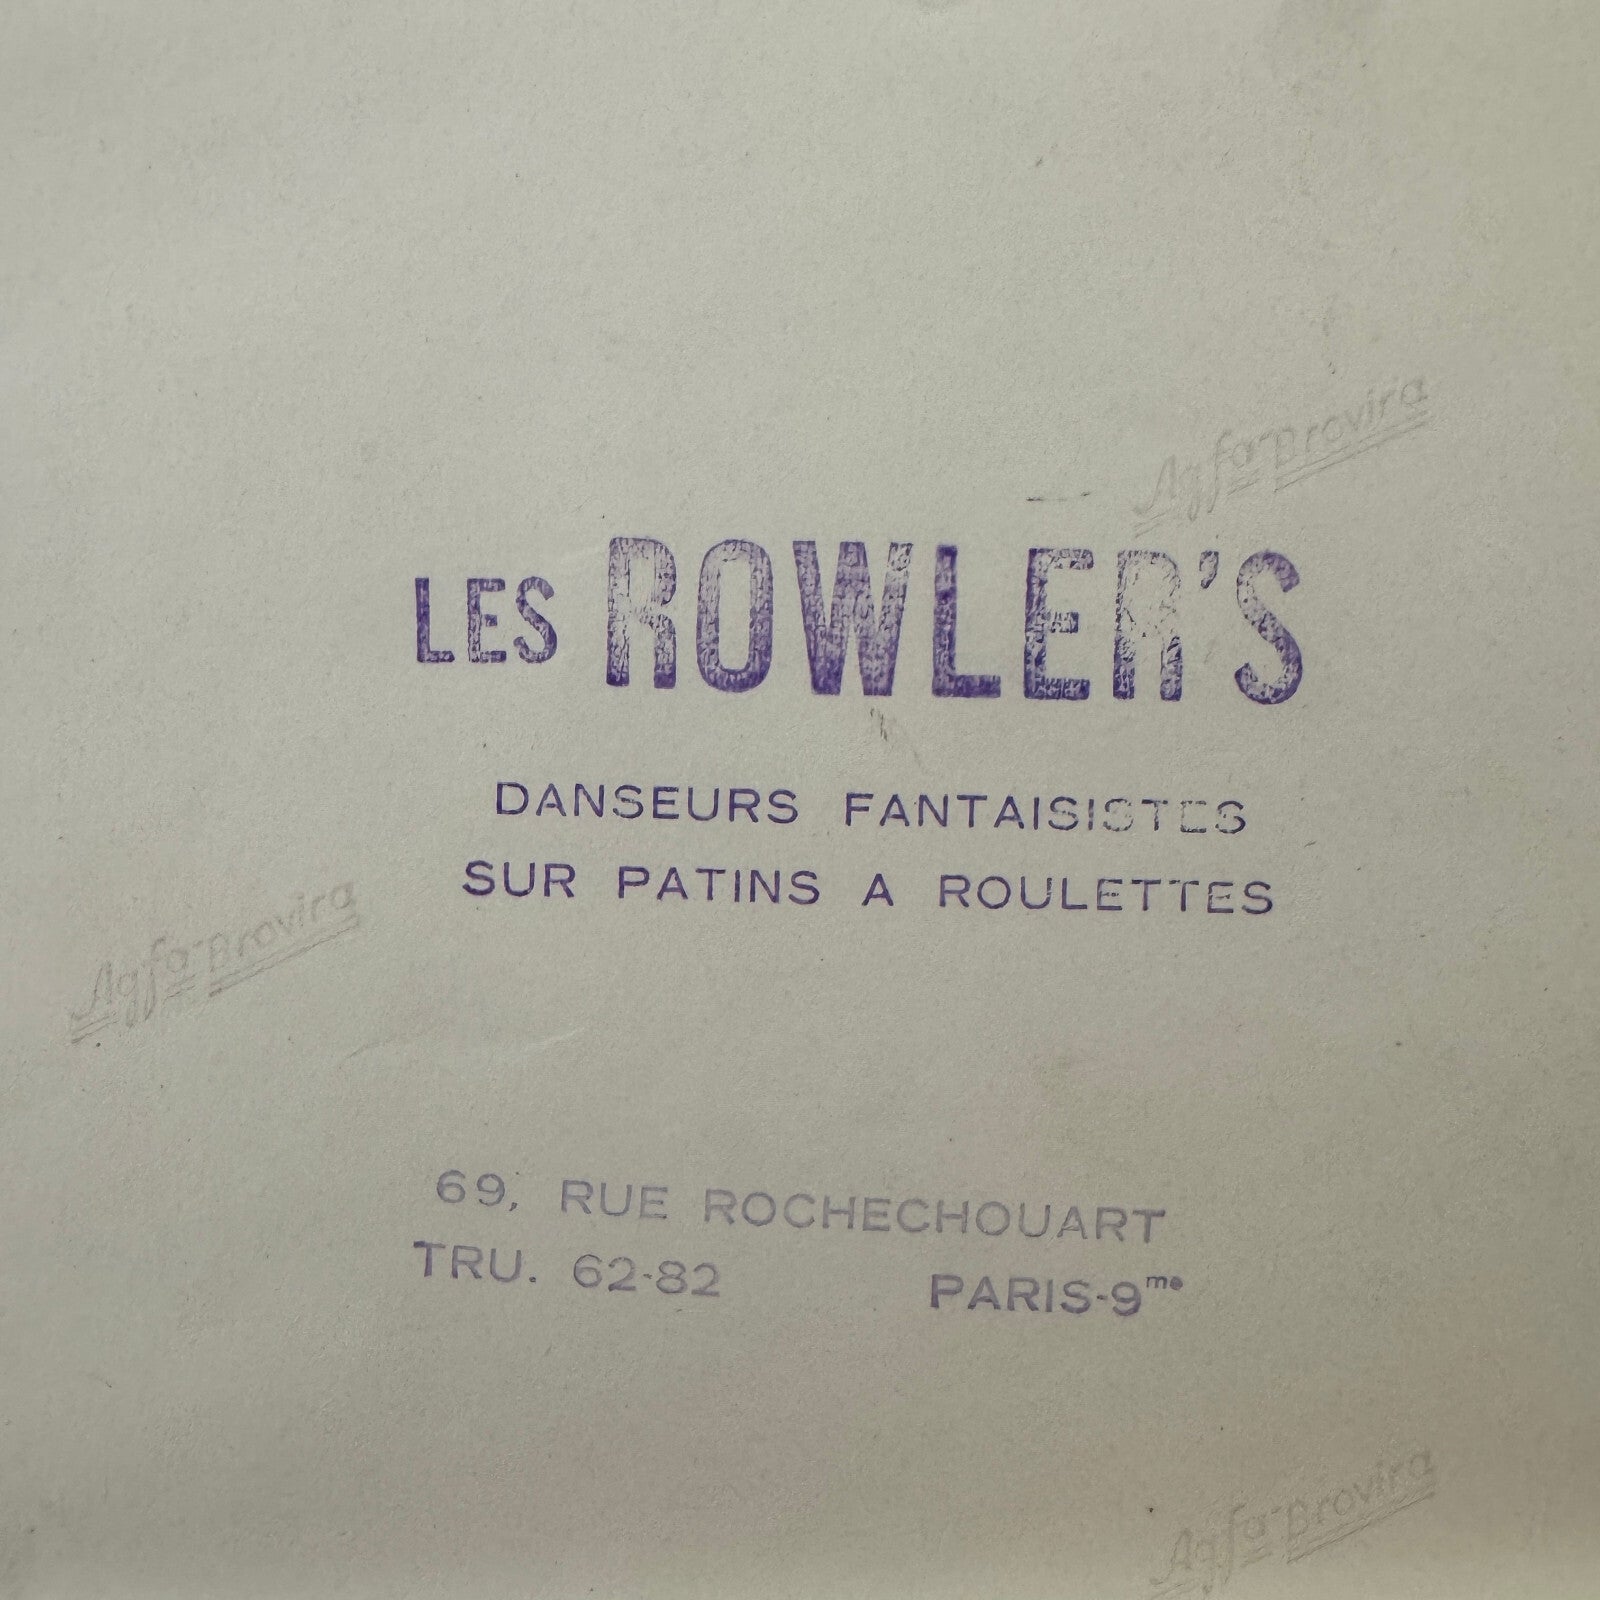 Agfa-Brovira
LES ROWLER'S
DANSEURS FANTAISISTES
SUR PATINS A ROULETTES
Agfa-Brovira
69, RUE ROCHECHOUART
TRU. 62-82 PARIS-9me
Agfa-Brovira